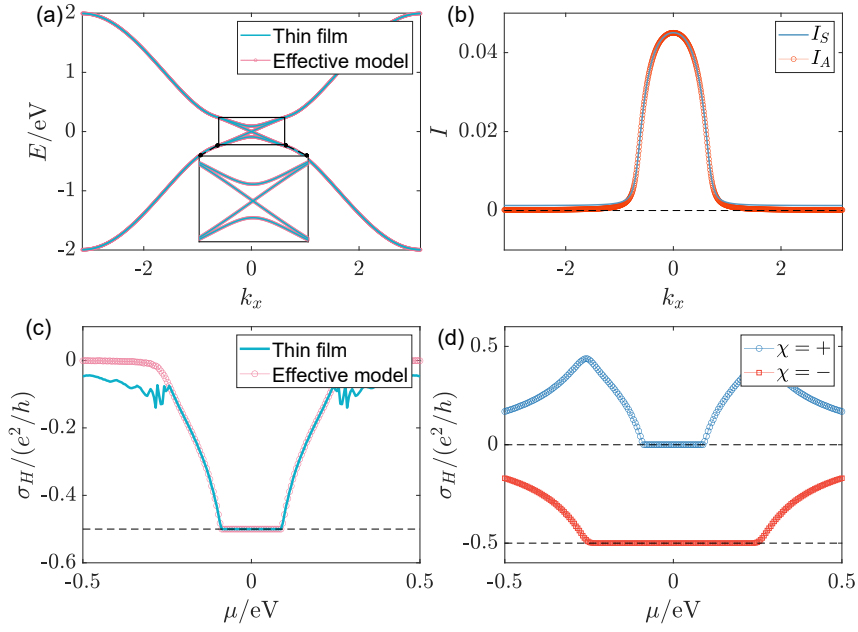 (a)
Thin film
Effective model
E/eV
2
1
0
-1
-2
-2
0
2
k_x
(b)
I_S
I_A
I
0.04
0.02
0
-2
0
2
k_x
(c)
Thin film
Effective model
σ_H/(e²/h)
0
-0.2
-0.4
-0.6
-0.5
0
0.5
μ/eV
(d)
χ = +
χ = −
σ_H/(e²/h)
0.5
0
-0.5
-0.5
0
0.5
μ/eV